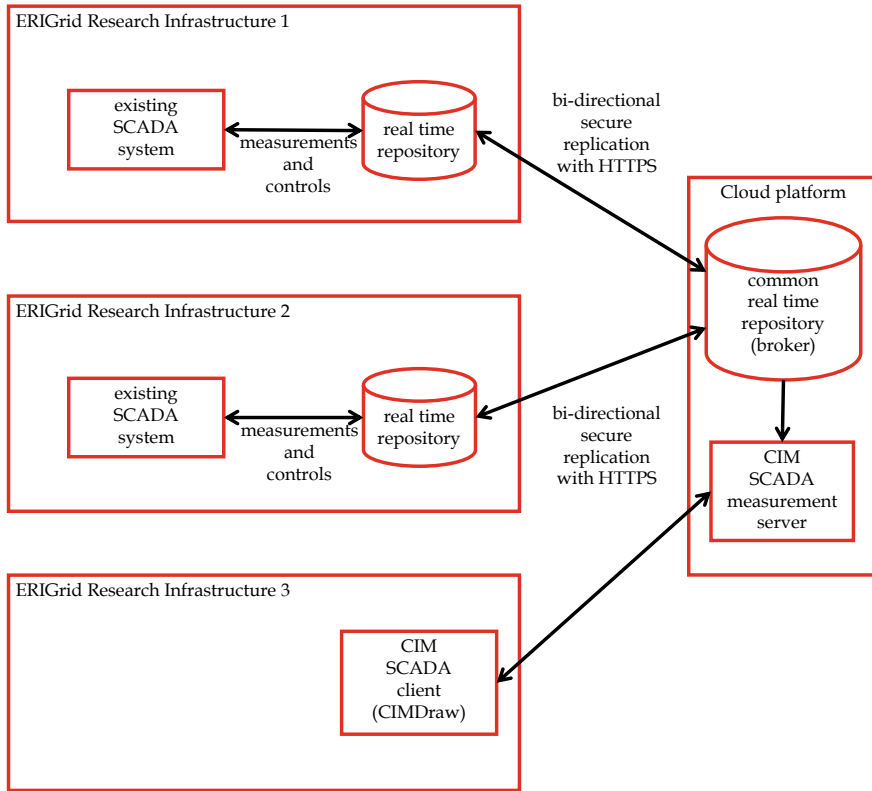 ERIGrid Research Infrastructure 1
existing
SCADA
system
measurements
and
controls
real time
repository
bi-directional
secure
replication
with HTTPS
Cloud platform
common
real time
repository
(broker)
ERIGrid Research Infrastructure 2
existing
SCADA
system
measurements
and
controls
real time
repository
bi-directional
secure
replication
with HTTPS
CIM
SCADA
measurement
server
ERIGrid Research Infrastructure 3
CIM
SCADA
client
(CIMDraw)